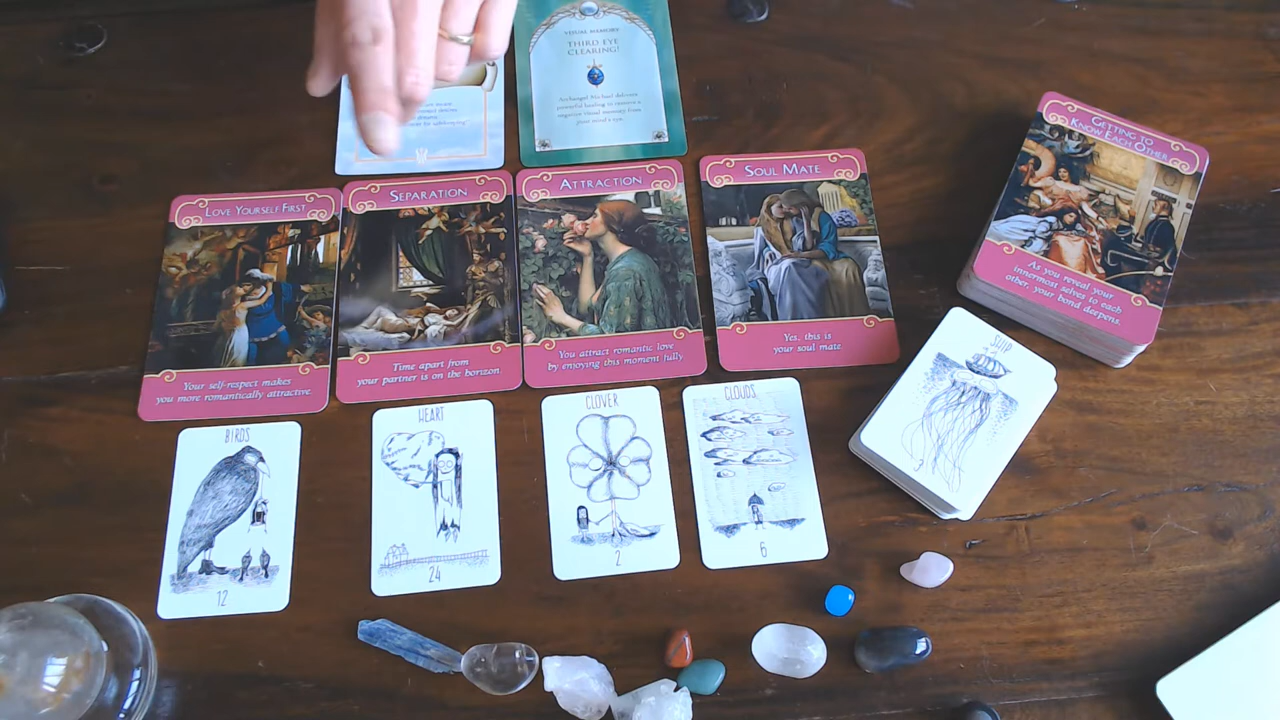 VISUAL MEMORY
THIRD EYE
CLEARING!
Archangel Michael delivers
powerful healing to remove a
negative visual memory from
your mind's eye.
LOVE YOURSELF FIRST
Your self-respect makes
you more romantically attractive.
SEPARATION
Time apart from
your partner is on the horizon.
ATTRACTION
You attract romantic love
by enjoying this moment fully.
SOUL MATE
Yes, this is
your soul mate.
GETTING TO
KNOW EACH OTHER
As you reveal your
innermost selves to each
other, your bond deepens.
SHIP
BIRDS
12
HEART
24
CLOVER
2
CLOUDS
6